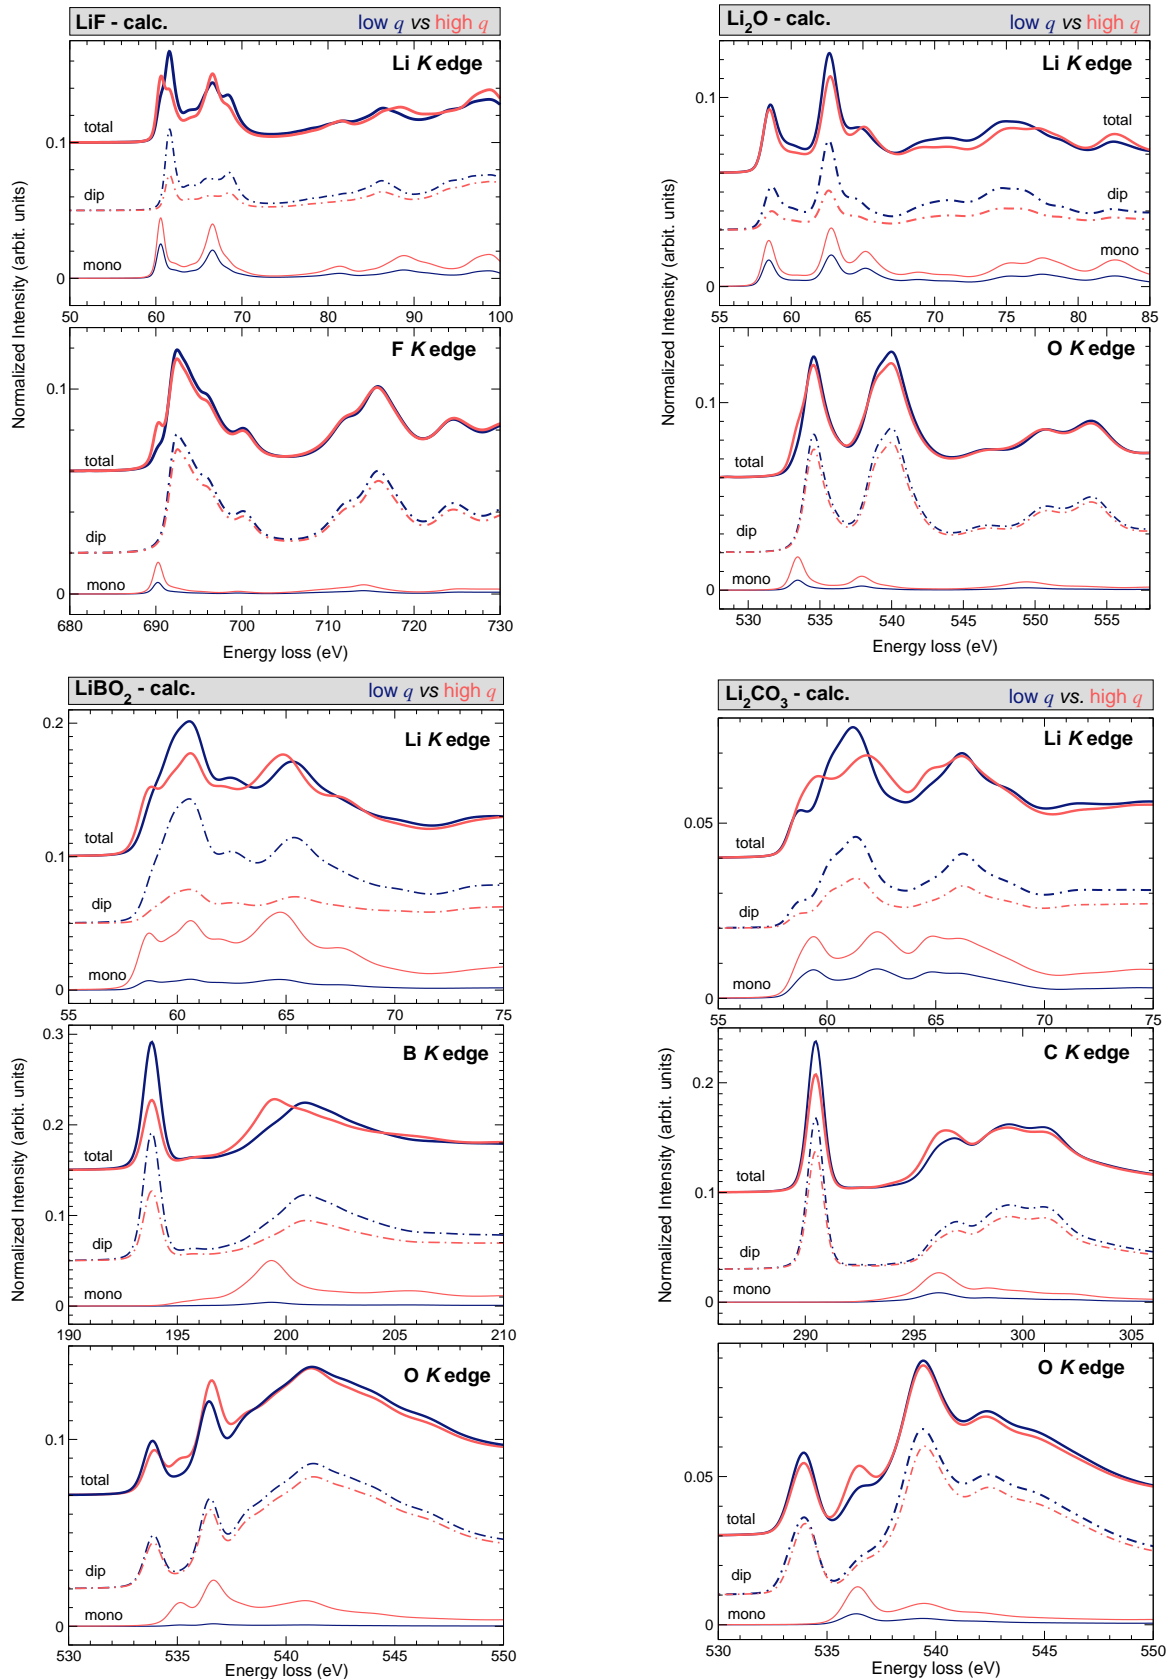 LiF - calc. low q vs high q
Li K edge
total
dip
mono
0.1
0
50 60 70 80 90 100
F K edge
total
dip
mono
0.1
0
680 690 700 710 720 730
Energy loss (eV)
Normalized Intensity (arbit. units)
Li2O - calc. low q vs high q
Li K edge
total
dip
mono
0.1
0
55 60 65 70 75 80 85
O K edge
total
dip
mono
0.1
0
530 535 540 545 550 555
Energy loss (eV)
Normalized Intensity (arbit. units)
LiBO2 - calc. low q vs high q
Li K edge
total
dip
mono
0.2
0.1
0
55 60 65 70 75
B K edge
total
dip
mono
0.3
0.2
0.1
0
190 195 200 205 210
O K edge
total
dip
mono
0.1
0
530 535 540 545 550
Energy loss (eV)
Normalized Intensity (arbit. units)
Li2CO3 - calc. low q vs. high q
Li K edge
total
dip
mono
0.05
0
55 60 65 70 75
C K edge
total
dip
mono
0.2
0.1
0
290 295 300 305
O K edge
total
dip
mono
0.05
0
530 535 540 545 550
Energy loss (eV)
Normalized Intensity (arbit. units)